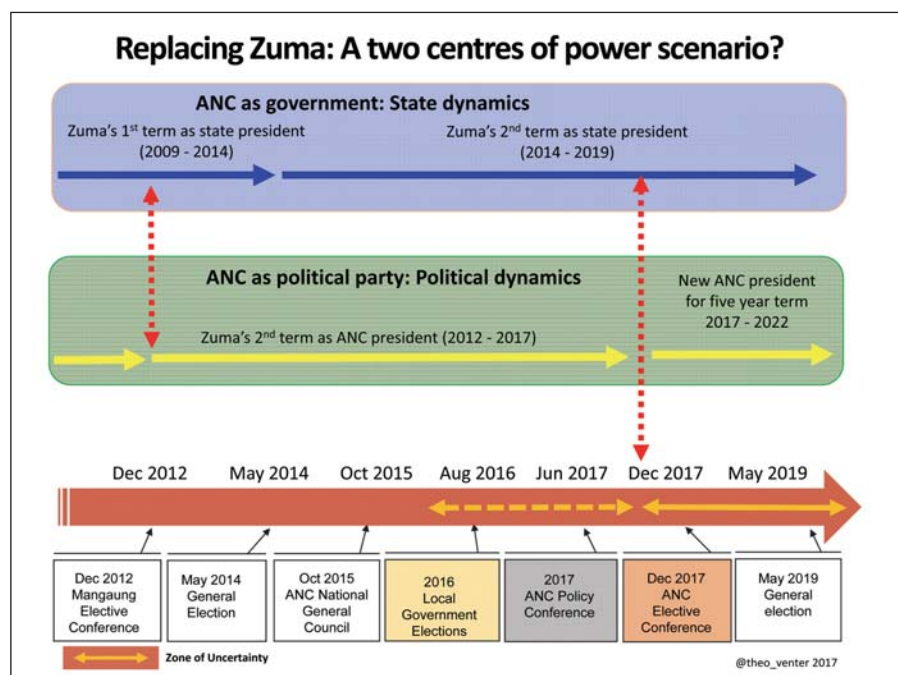 Replacing Zuma: A two centres of power scenario?
ANC as government: State dynamics
Zuma's 1st term as state president
(2009 - 2014)
Zuma's 2nd term as state president
(2014 - 2019)
ANC as political party: Political dynamics
New ANC president
for five year term
2017 - 2022
Zuma's 2nd term as ANC president (2012 - 2017)
Dec 2012 May 2014 Oct 2015 Aug 2016 Jun 2017 Dec 2017 May 2019
Dec 2012
Mangaung
Elective
Conference
May 2014
General
Election
Oct 2015
ANC National
General
Council
2016
Local
Government
Elections
2017
ANC Policy
Conference
Dec 2017
ANC
Elective
Conference
May 2019
General
election
Zone of Uncertainty
@theo_venter 2017